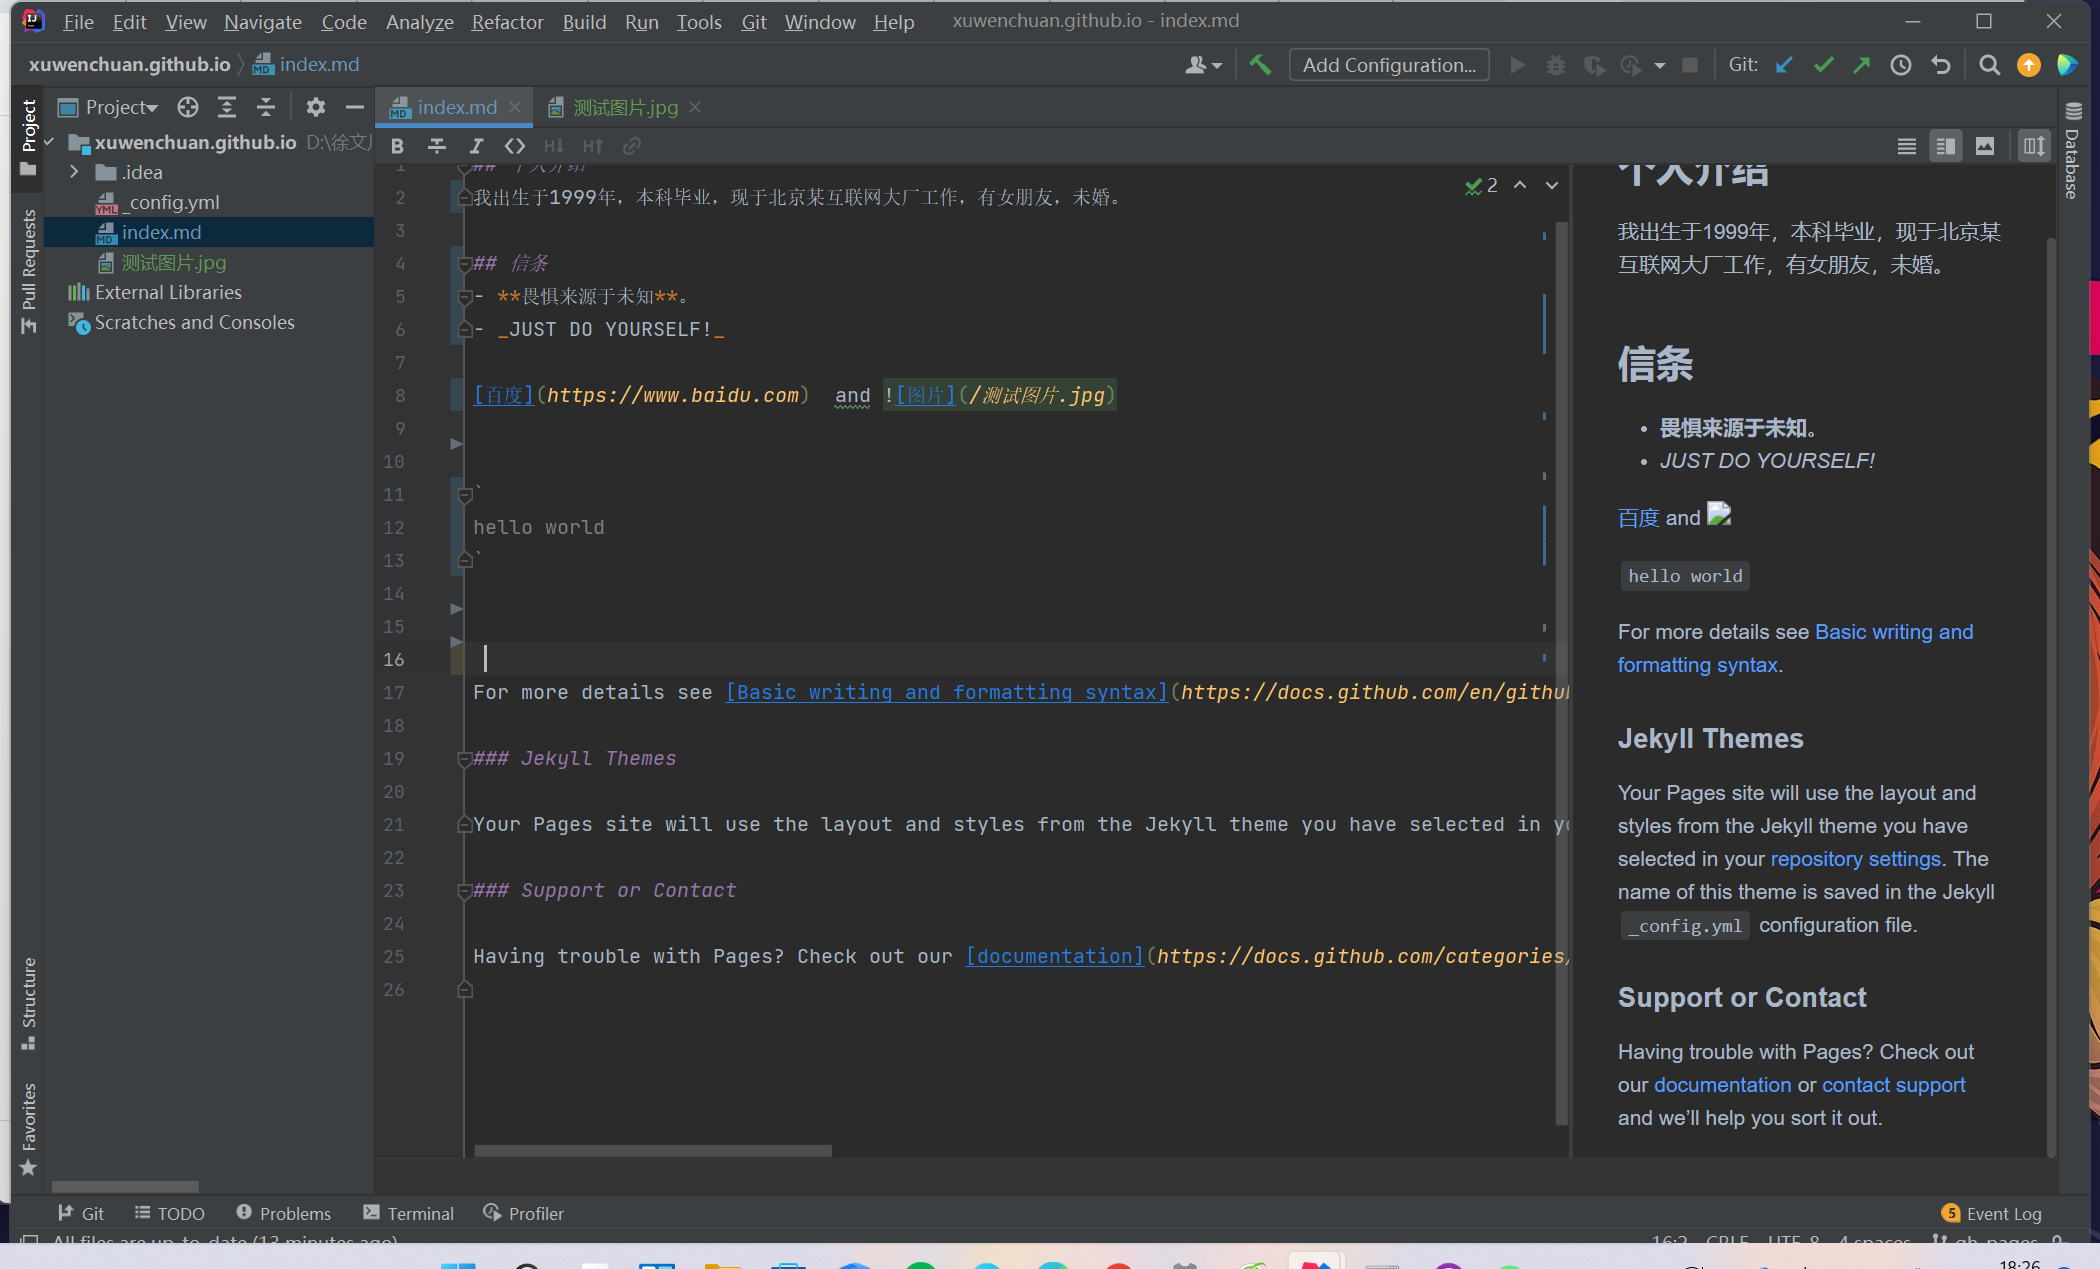 File Edit View Navigate Code Analyze Refactor Build Run Tools Git Window Help xuwenchuan.github.io - index.md
xuwenchuan.github.io index.md Add Configuration... Git:
Project index.md 测试图片.jpg
Project
Pull Requests
Structure
Favorites
xuwenchuan.github.io D:\徐文
.idea
_config.yml
index.md
测试图片.jpg
External Libraries
Scratches and Consoles
1 ## 个人介绍
2 我出生于1999年，本科毕业，现于北京某互联网大厂工作，有女朋友，未婚。
3
4 ## 信条
5 - **畏惧来源于未知**。
6 - _JUST DO YOURSELF!_
7
8 [百度](https://www.baidu.com) and ![图片](/测试图片.jpg)
9
10
11 `
12 hello world
13 `
14
15
16
17 For more details see [Basic writing and formatting syntax](https://docs.github.com/en/githu
18
19 ### Jekyll Themes
20
21 Your Pages site will use the layout and styles from the Jekyll theme you have selected in y
22
23 ### Support or Contact
24
25 Having trouble with Pages? Check out our [documentation](https://docs.github.com/categories/
26
2
个人介绍
我出生于1999年，本科毕业，现于北京某
互联网大厂工作，有女朋友，未婚。
信条
• 畏惧来源于未知。
• JUST DO YOURSELF!
百度 and
hello world
For more details see Basic writing and
formatting syntax.
Jekyll Themes
Your Pages site will use the layout and
styles from the Jekyll theme you have
selected in your repository settings. The
name of this theme is saved in the Jekyll
_config.yml configuration file.
Support or Contact
Having trouble with Pages? Check out
our documentation or contact support
and we’ll help you sort it out.
Database
Git TODO Problems Terminal Profiler 5 Event Log
All files are up-to-date (13 minutes ago) 16:2 CRLF UTF-8 4 spaces gh-pages
18:26